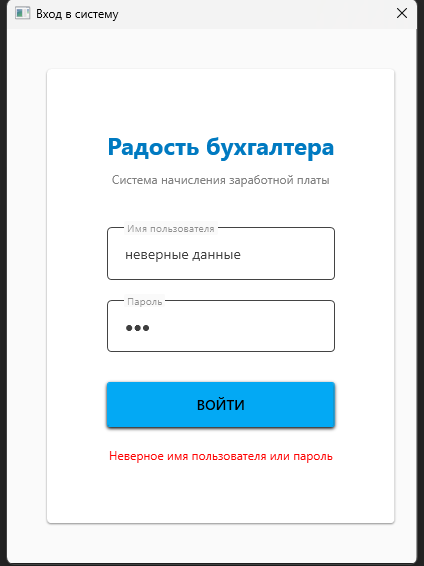 Вход в систему
Радость бухгалтера
Система начисления заработной платы
Имя пользователя
неверные данные
Пароль
●●●
ВОЙТИ
Неверное имя пользователя или пароль